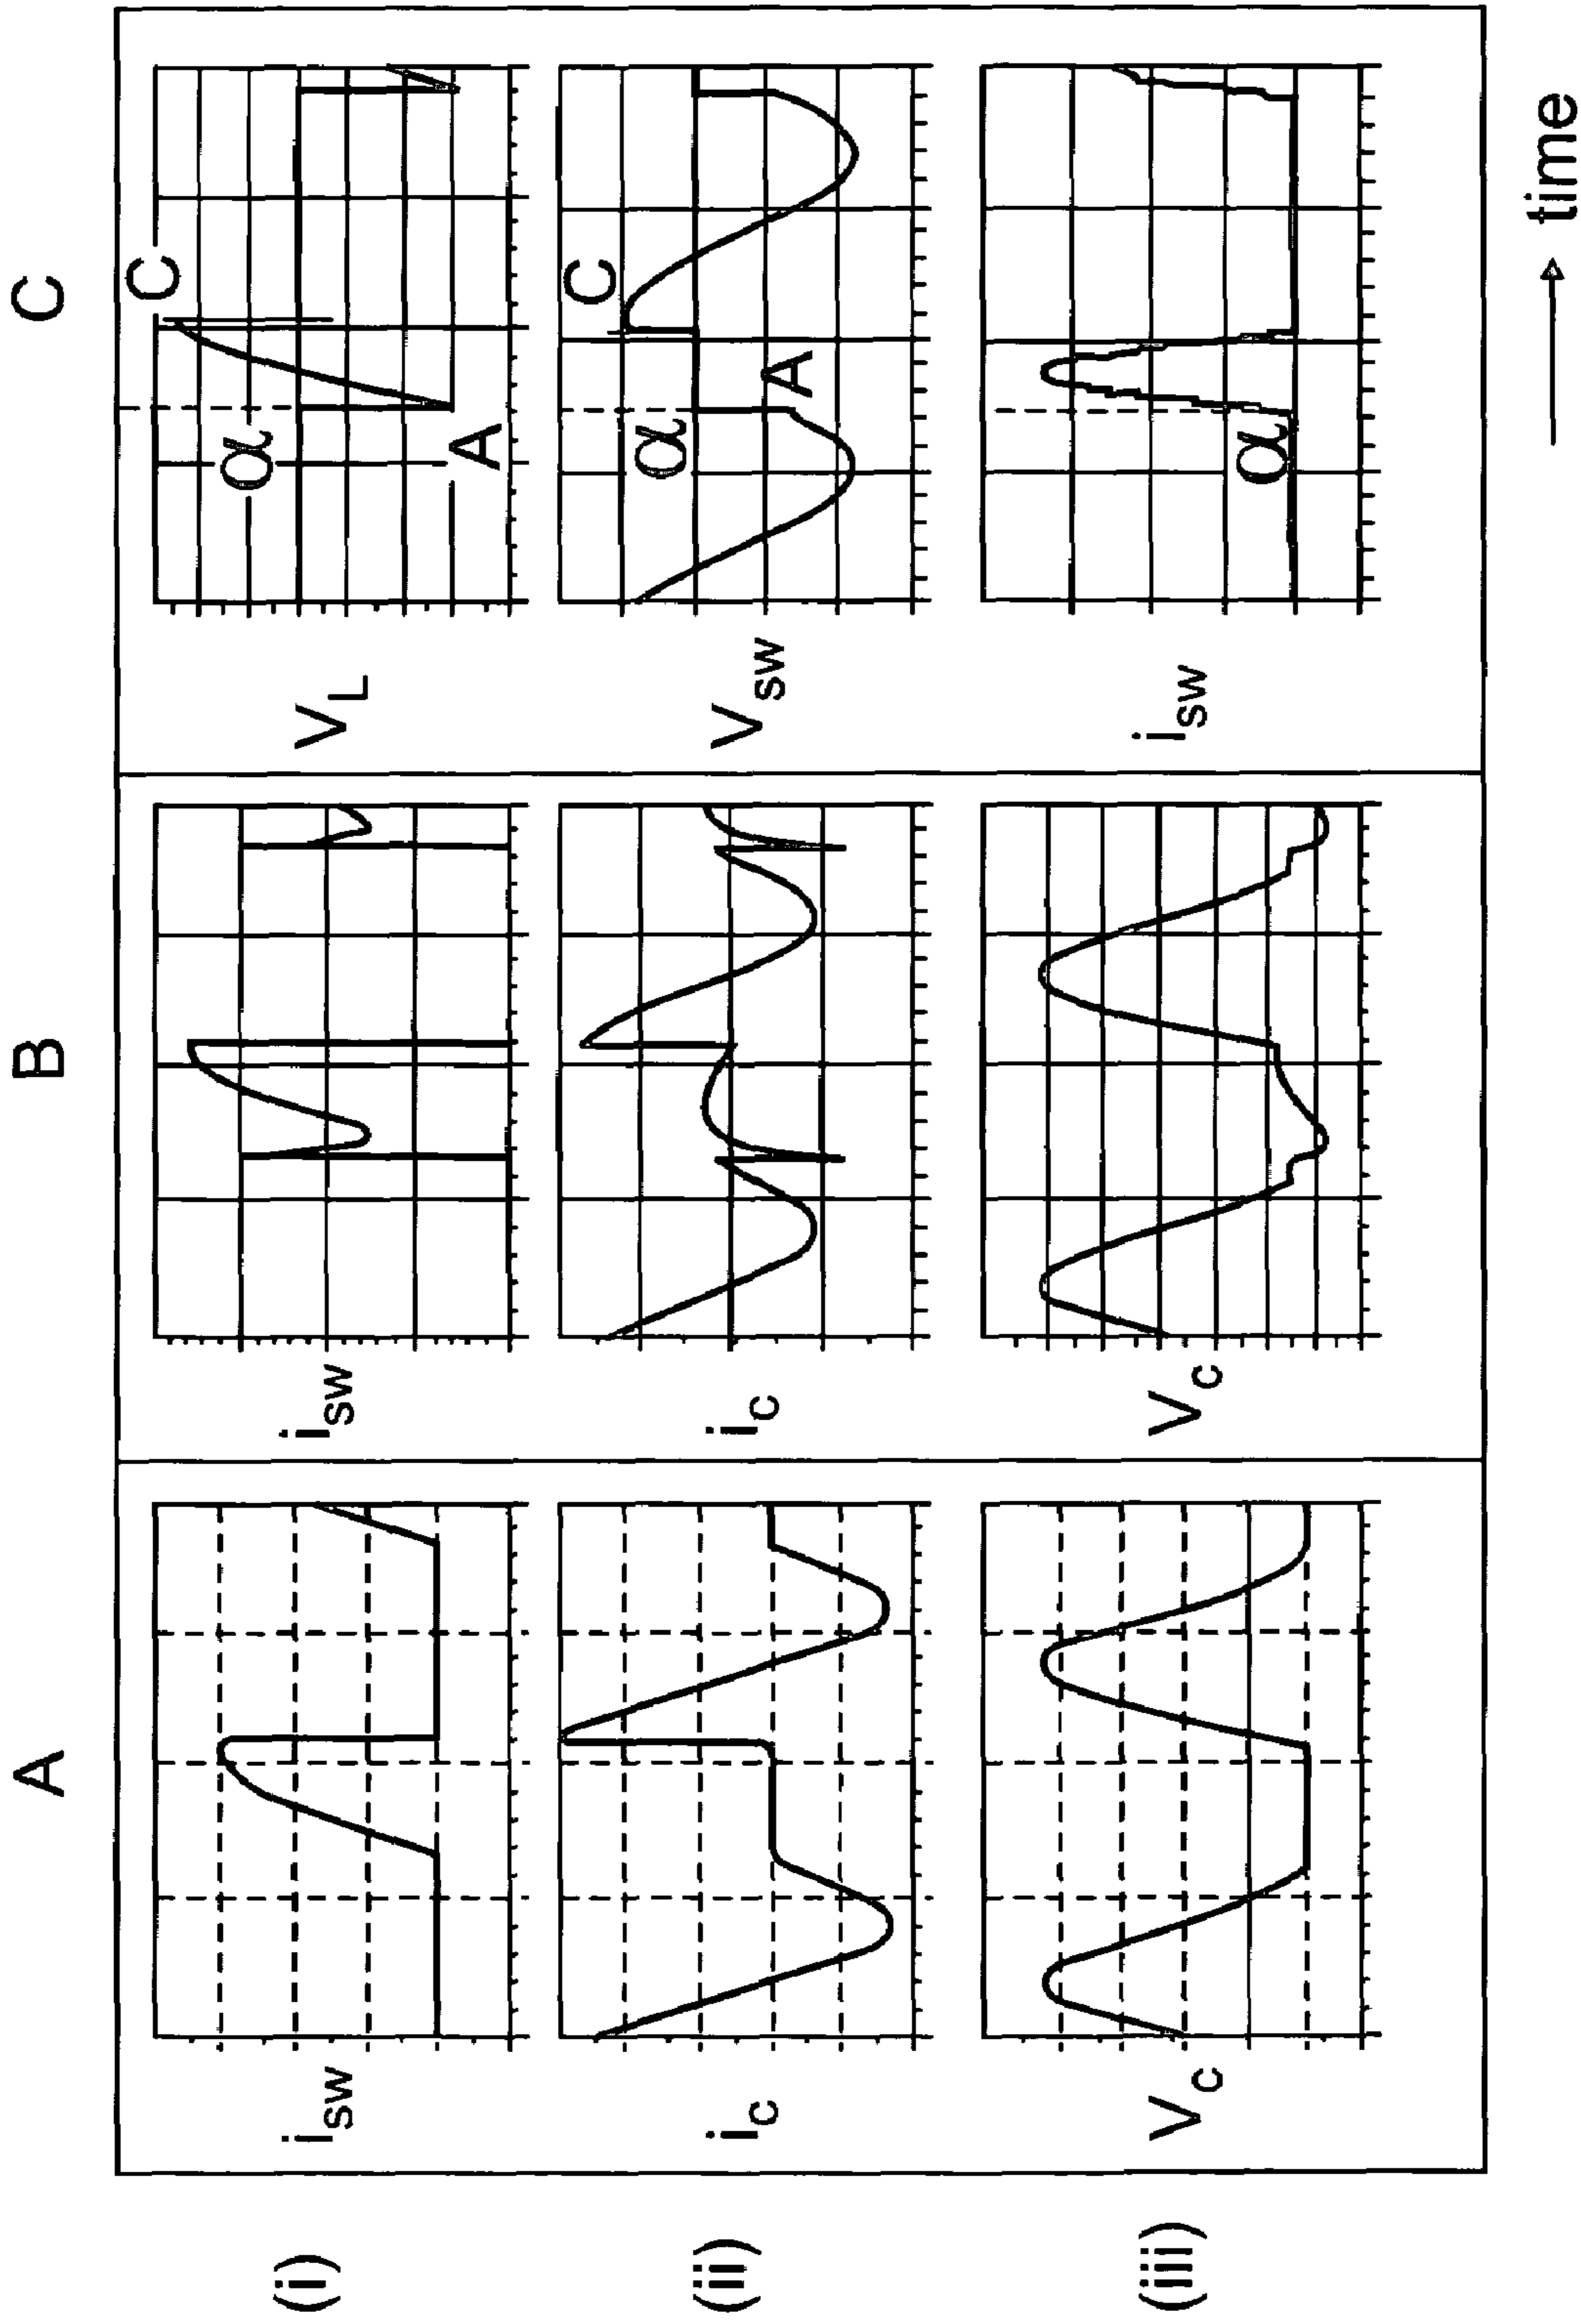 A B C
(i) i_sw i_sw V_L
α A C
(ii) i_c i_c V_sw
α A C
(iii) V_c V_c i_sw
α
time